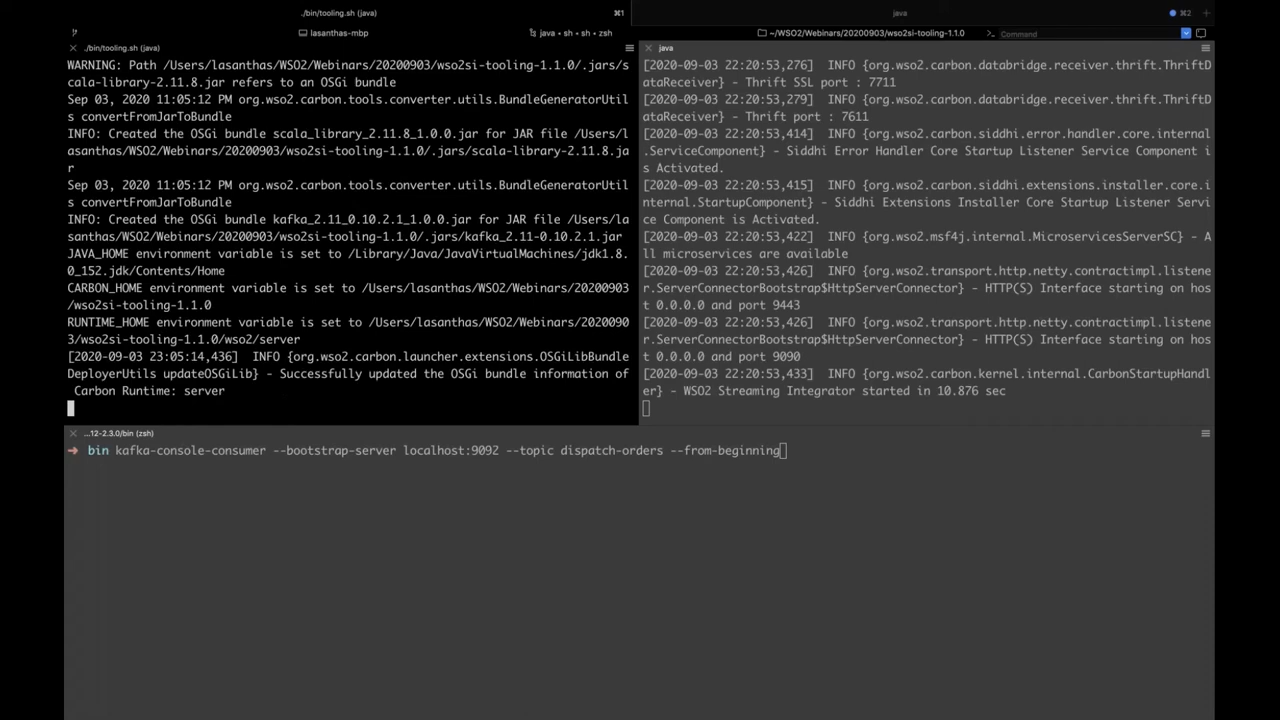 ./bin/tooling.sh (java)
⌘1
java
⌘2
lasanthas-mbp
java • sh • sh • zsh
~/WSO2/Webinars/20200903/wso2si-tooling-1.1.0
Command
./bin/tooling.sh (java)
WARNING: Path /Users/lasanthas/WSO2/Webinars/20200903/wso2si-tooling-1.1.0/.jars/s
cala-library-2.11.8.jar refers to an OSGi bundle
Sep 03, 2020 11:05:12 PM org.wso2.carbon.tools.converter.utils.BundleGeneratorUtil
s convertFromJarToBundle
INFO: Created the OSGi bundle scala_library_2.11.8_1.0.0.jar for JAR file /Users/l
asanthas/WSO2/Webinars/20200903/wso2si-tooling-1.1.0/.jars/scala-library-2.11.8.ja
r
Sep 03, 2020 11:05:12 PM org.wso2.carbon.tools.converter.utils.BundleGeneratorUtil
s convertFromJarToBundle
INFO: Created the OSGi bundle kafka_2.11_0.10.2.1_1.0.0.jar for JAR file /Users/la
santhas/WSO2/Webinars/20200903/wso2si-tooling-1.1.0/.jars/kafka_2.11-0.10.2.1.jar
JAVA_HOME environment variable is set to /Library/Java/JavaVirtualMachines/jdk1.8.
0_152.jdk/Contents/Home
CARBON_HOME environment variable is set to /Users/lasanthas/WSO2/Webinars/20200903
/wso2si-tooling-1.1.0
RUNTIME_HOME environment variable is set to /Users/lasanthas/WSO2/Webinars/2020090
3/wso2si-tooling-1.1.0/wso2/server
[2020-09-03 23:05:14,436]  INFO {org.wso2.carbon.launcher.extensions.OSGiLibBundle
DeployerUtils updateOSGiLib} - Successfully updated the OSGi bundle information of
Carbon Runtime: server
java
[2020-09-03 22:20:53,276]  INFO {org.wso2.carbon.databridge.receiver.thrift.ThriftD
ataReceiver} - Thrift SSL port : 7711
[2020-09-03 22:20:53,279]  INFO {org.wso2.carbon.databridge.receiver.thrift.ThriftD
ataReceiver} - Thrift port : 7611
[2020-09-03 22:20:53,414]  INFO {org.wso2.carbon.siddhi.error.handler.core.internal
.ServiceComponent} - Siddhi Error Handler Core Startup Listener Service Component i
s Activated.
[2020-09-03 22:20:53,415]  INFO {org.wso2.carbon.siddhi.extensions.installer.core.i
nternal.StartupComponent} - Siddhi Extensions Installer Core Startup Listener Servi
ce Component is Activated.
[2020-09-03 22:20:53,422]  INFO {org.wso2.msf4j.internal.MicroservicesServerSC} - A
ll microservices are available
[2020-09-03 22:20:53,426]  INFO {org.wso2.transport.http.netty.contractimpl.listene
r.ServerConnectorBootstrap$HttpServerConnector} - HTTP(S) Interface starting on hos
t 0.0.0.0 and port 9443
[2020-09-03 22:20:53,426]  INFO {org.wso2.transport.http.netty.contractimpl.listene
r.ServerConnectorBootstrap$HttpServerConnector} - HTTP(S) Interface starting on hos
t 0.0.0.0 and port 9090
[2020-09-03 22:20:53,433]  INFO {org.wso2.carbon.kernel.internal.CarbonStartupHandl
er} - WSO2 Streaming Integrator started in 10.876 sec
...12-2.3.0/bin (zsh)
➜ bin kafka-console-consumer --bootstrap-server localhost:9092 --topic dispatch-orders --from-beginning